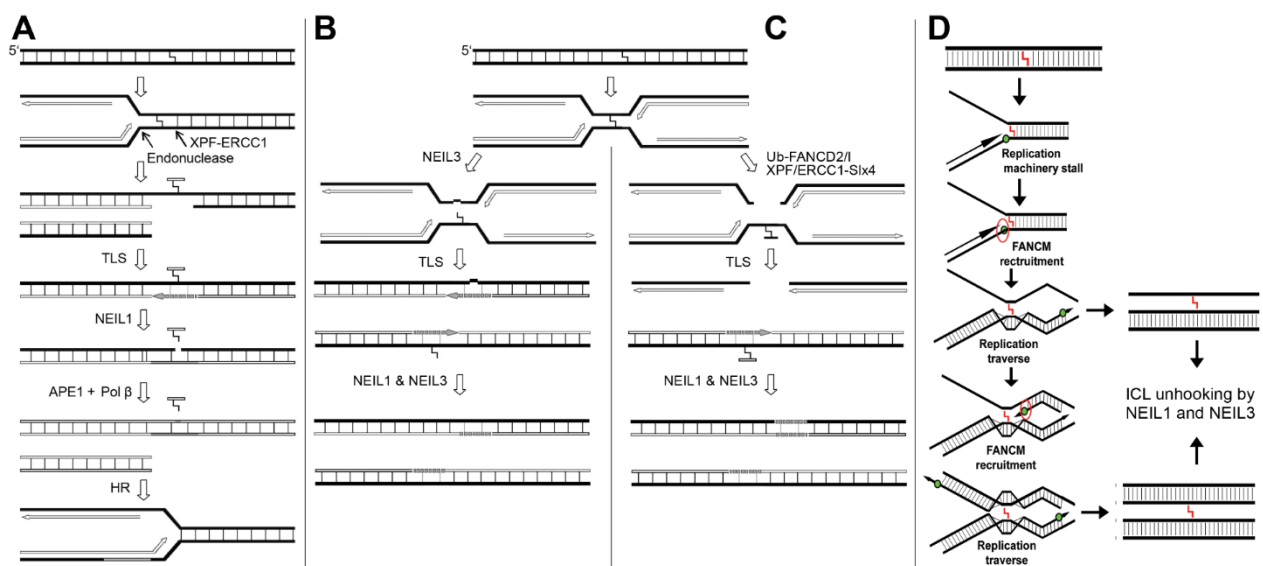 A
5'
XPF-ERCC1
Endonuclease
TLS
NEIL1
APE1 + Pol β
HR
B
5'
NEIL3
TLS
NEIL1 & NEIL3
C
Ub-FANCD2/I
XPF/ERCC1-Slx4
TLS
NEIL1 & NEIL3
D
Replication
machinery stall
FANCM
rectruitment
Replication
traverse
FANCM
recruitment
Replication
traverse
ICL unhooking by
NEIL1 and NEIL3